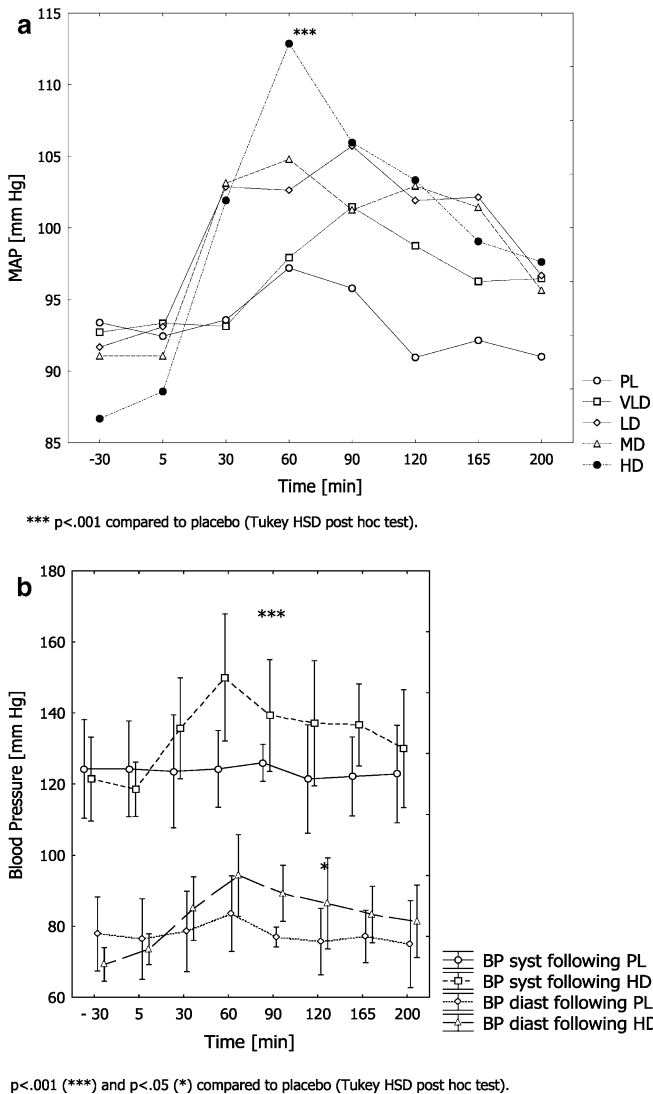 a
115
***
110
105
100
95
90
85
MAP [mm Hg]
-30 5 30 60 90 120 165 200
Time [min]
PL
VLD
LD
MD
HD
*** p<.001 compared to placebo (Tukey HSD post hoc test).
b
180
***
160
140
120
100
*
80
60
Blood Pressure [mm Hg]
- 30 5 30 60 90 120 165 200
Time [min]
BP syst following PL
BP syst following HD
BP diast following PL
BP diast following HD
p<.001 (***) and p<.05 (*) compared to placebo (Tukey HSD post hoc test).